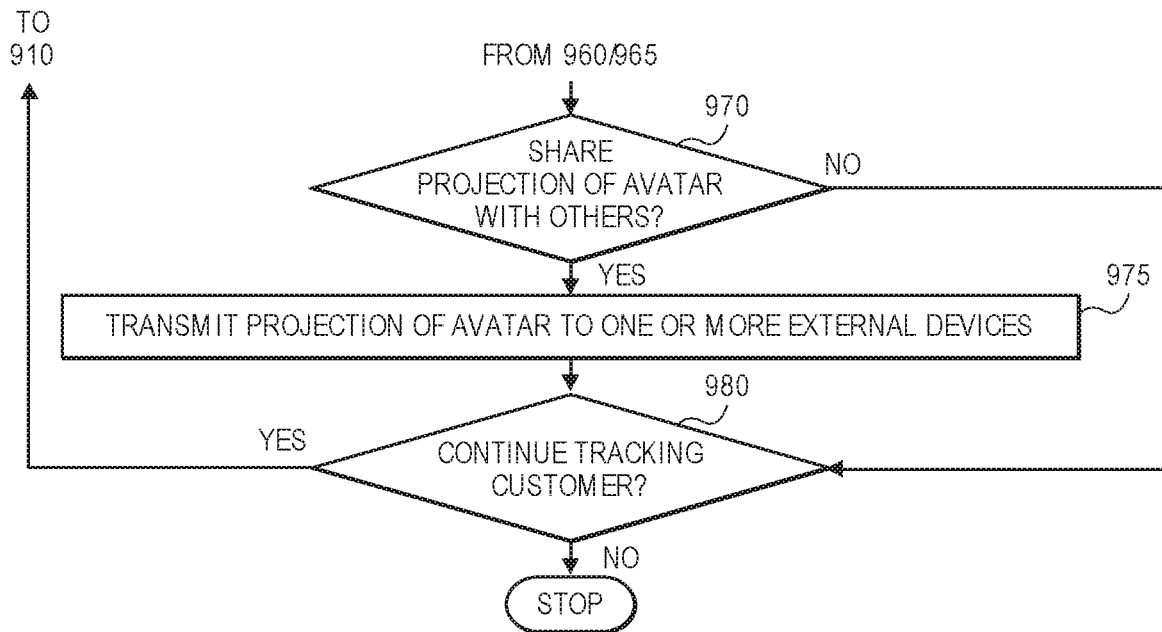 TO
910
FROM 960/965
970
SHARE
PROJECTION OF AVATAR
WITH OTHERS?
NO
YES
975
TRANSMIT PROJECTION OF AVATAR TO ONE OR MORE EXTERNAL DEVICES
980
YES
CONTINUE TRACKING
CUSTOMER?
NO
STOP